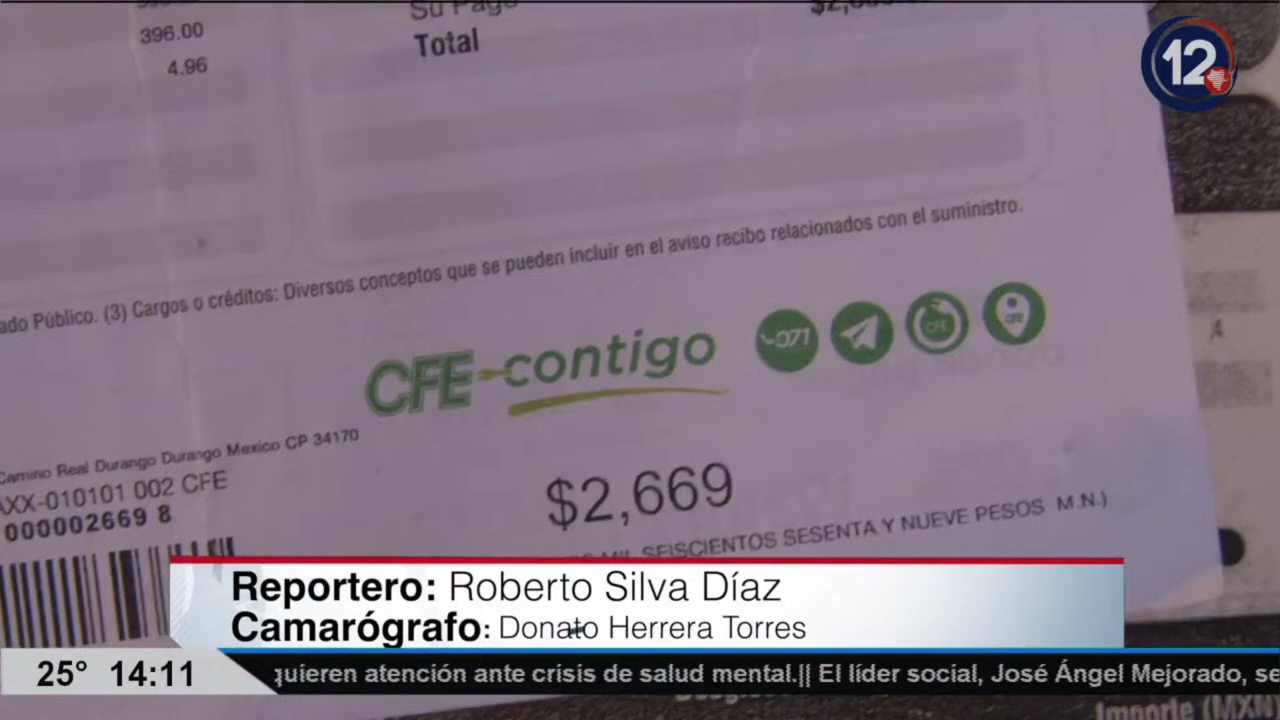 396.00
4.96
Su Pago
Total
12
ado Público. (3) Cargos o créditos: Diversos conceptos que se pueden incluir en el aviso recibo relacionados con el suministro.
CFE contigo
071
CFE
CFE
Camino Real Durango Durango Mexico CP 34170
AXX-010101 002 CFE
000002669 8
$2,669
MIL SEISCIENTOS SESENTA Y NUEVE PESOS M.N.)
Reportero: Roberto Silva Díaz
Camarógrafo: Donato Herrera Torres
25° 14:11
quieren atención ante crisis de salud mental.|| El líder social, José Ángel Mejorado, se
Importe (MXN